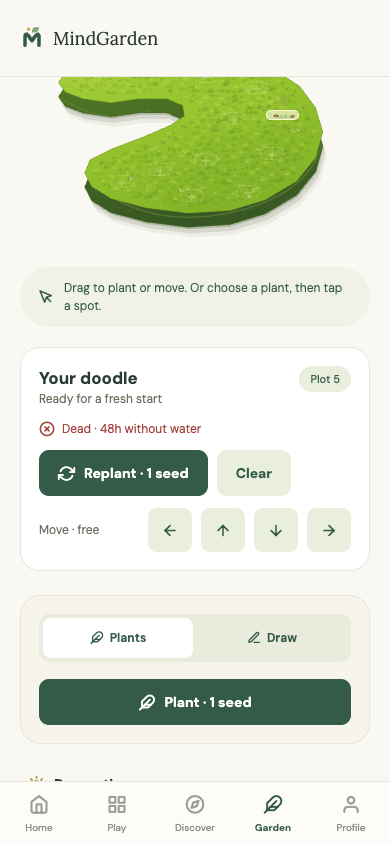 MindGarden
Drag to plant or move. Or choose a plant, then tap
a spot.
Your doodle
Plot 5
Ready for a fresh start
Dead · 48h without water
Replant · 1 seed
Clear
Move · free
Plants
Draw
Plant · 1 seed
Home
Play
Discover
Garden
Profile